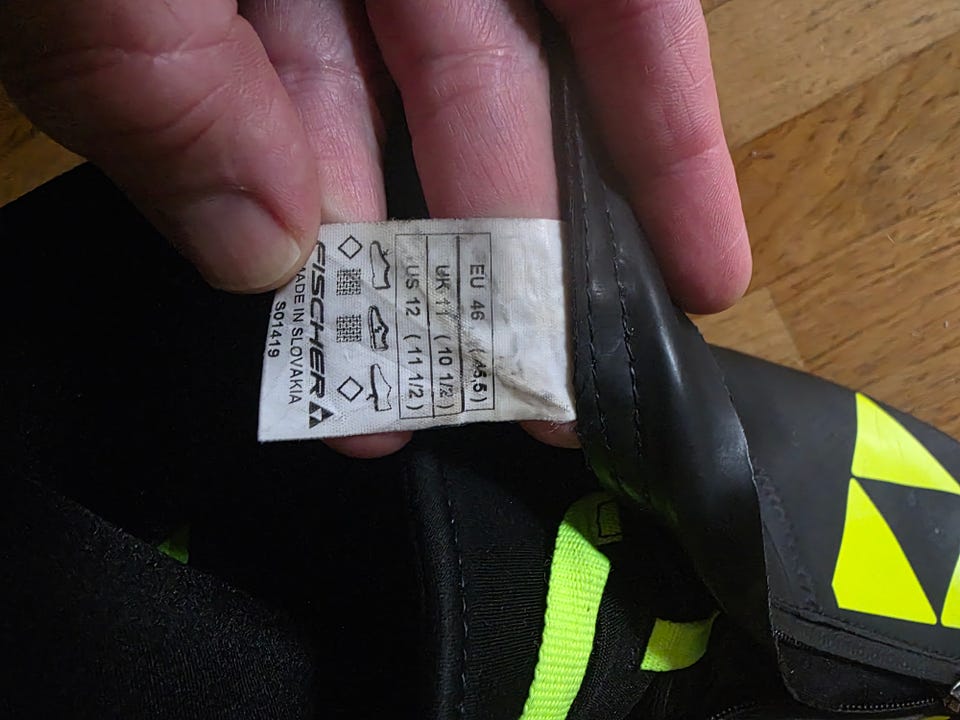 EU 46 (45,5)
UK 11 (10 1/2)
US 12 (11 1/2)
FISCHER
MADE IN SLOVAKIA
S01419